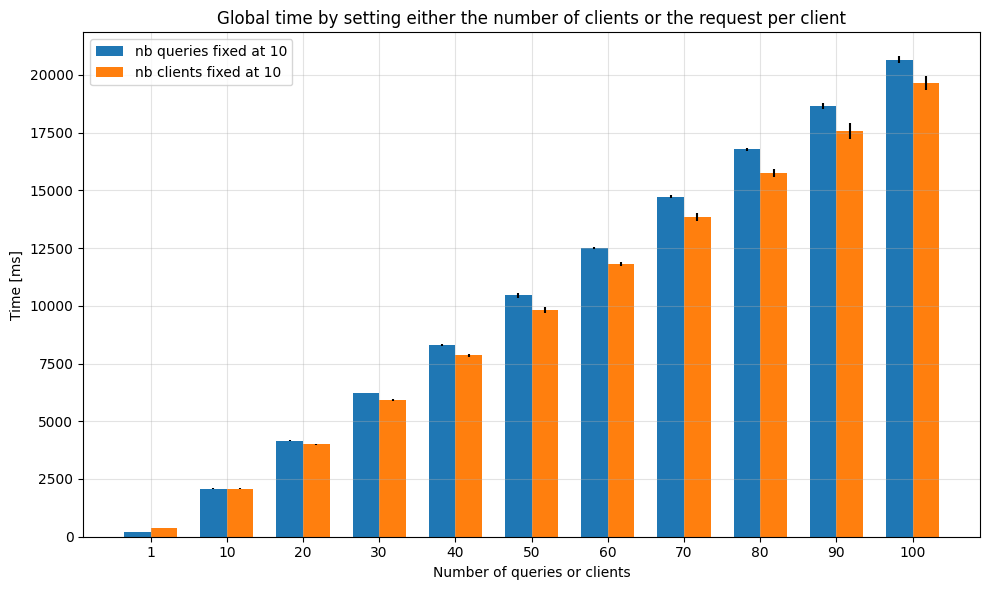 Global time by setting either the number of clients or the request per client
nb queries fixed at 10
nb clients fixed at 10
Time [ms]
20000
17500
15000
12500
10000
7500
5000
2500
0
1 10 20 30 40 50 60 70 80 90 100
Number of queries or clients